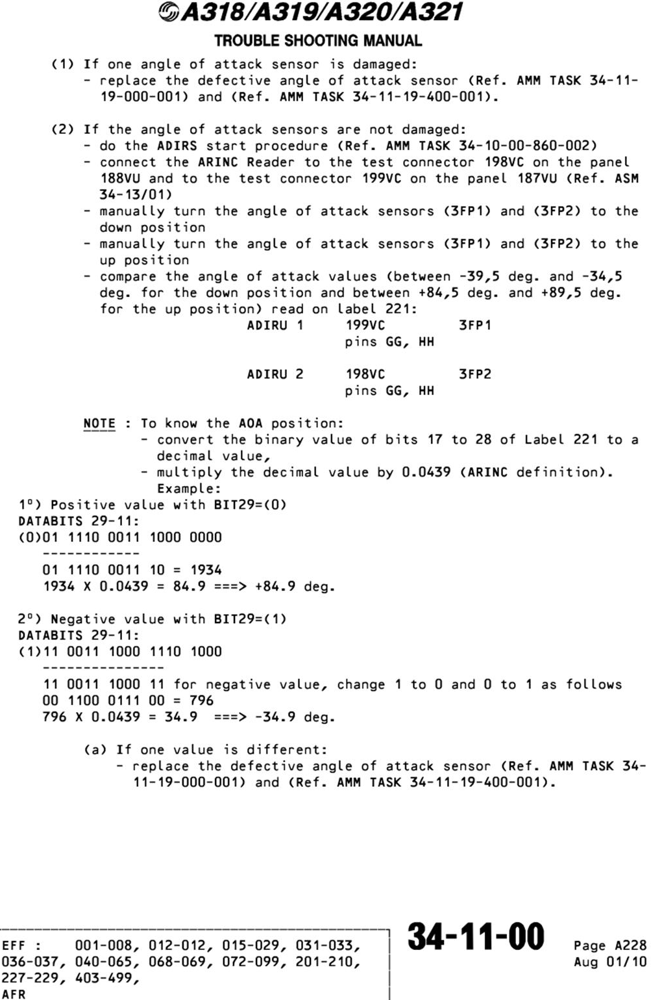 A318/A319/A320/A321
TROUBLE SHOOTING MANUAL
(1) If one angle of attack sensor is damaged:
- replace the defective angle of attack sensor (Ref. AMM TASK 34-11-
19-000-001) and (Ref. AMM TASK 34-11-19-400-001).
(2) If the angle of attack sensors are not damaged:
- do the ADIRS start procedure (Ref. AMM TASK 34-10-00-860-002)
- connect the ARINC Reader to the test connector 198VC on the panel
188VU and to the test connector 199VC on the panel 187VU (Ref. ASM
34-13/01)
- manually turn the angle of attack sensors (3FP1) and (3FP2) to the
down position
- manually turn the angle of attack sensors (3FP1) and (3FP2) to the
up position
- compare the angle of attack values (between -39,5 deg. and -34,5
deg. for the down position and between +84,5 deg. and +89,5 deg.
for the up position) read on label 221:
ADIRU 1 199VC 3FP1
pins GG, HH
ADIRU 2 198VC 3FP2
pins GG, HH
NOTE : To know the AOA position:
- convert the binary value of bits 17 to 28 of Label 221 to a
decimal value,
- multiply the decimal value by 0.0439 (ARINC definition).
Example:
1º) Positive value with BIT29=(0)
DATABITS 29-11:
(0)01 1110 0011 1000 0000
------------
01 1110 0011 10 = 1934
1934 X 0.0439 = 84.9 ===> +84.9 deg.
2º) Negative value with BIT29=(1)
DATABITS 29-11:
(1)11 0011 1000 1110 1000
---------------
11 0011 1000 11 for negative value, change 1 to 0 and 0 to 1 as follows
00 1100 0111 00 = 796
796 X 0.0439 = 34.9 ===> -34.9 deg.
(a) If one value is different:
- replace the defective angle of attack sensor (Ref. AMM TASK 34-
11-19-000-001) and (Ref. AMM TASK 34-11-19-400-001).
EFF : 001-008, 012-012, 015-029, 031-033,
036-037, 040-065, 068-069, 072-099, 201-210,
227-229, 403-499,
AFR
34-11-00
Page A228
Aug 01/10